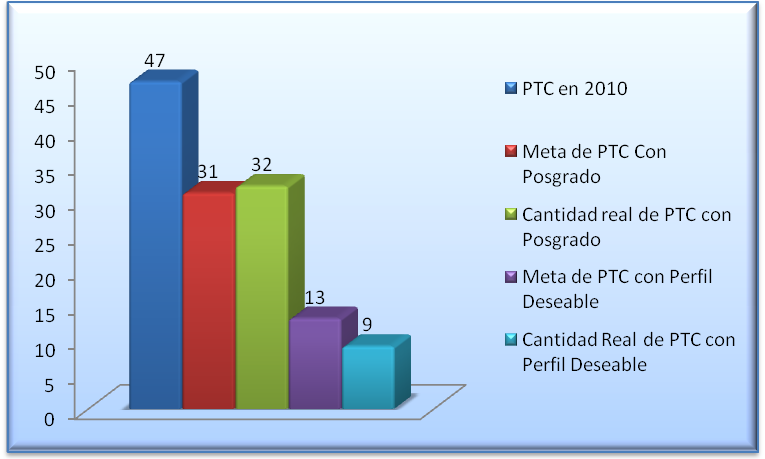 47
31
32
13
9
50
45
40
35
30
25
20
15
10
5
0
PTC en 2010
Meta de PTC Con
Posgrado
Cantidad real de PTC con
Posgrado
Meta de PTC con Perfil
Deseable
Cantidad Real de PTC con
Perfil Deseable